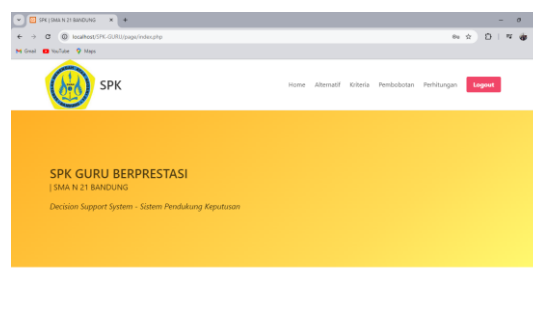 SPK | SMA N 21 BANDUNG
localhost/SPK-GURU/page/index.php
Gmail YouTube Maps
SPK
Home Alternatif Kriteria Pembobotan Perhitungan Logout
SPK GURU BERPRESTASI
| SMA N 21 BANDUNG
Decision Support System - Sistem Pendukung Keputusan